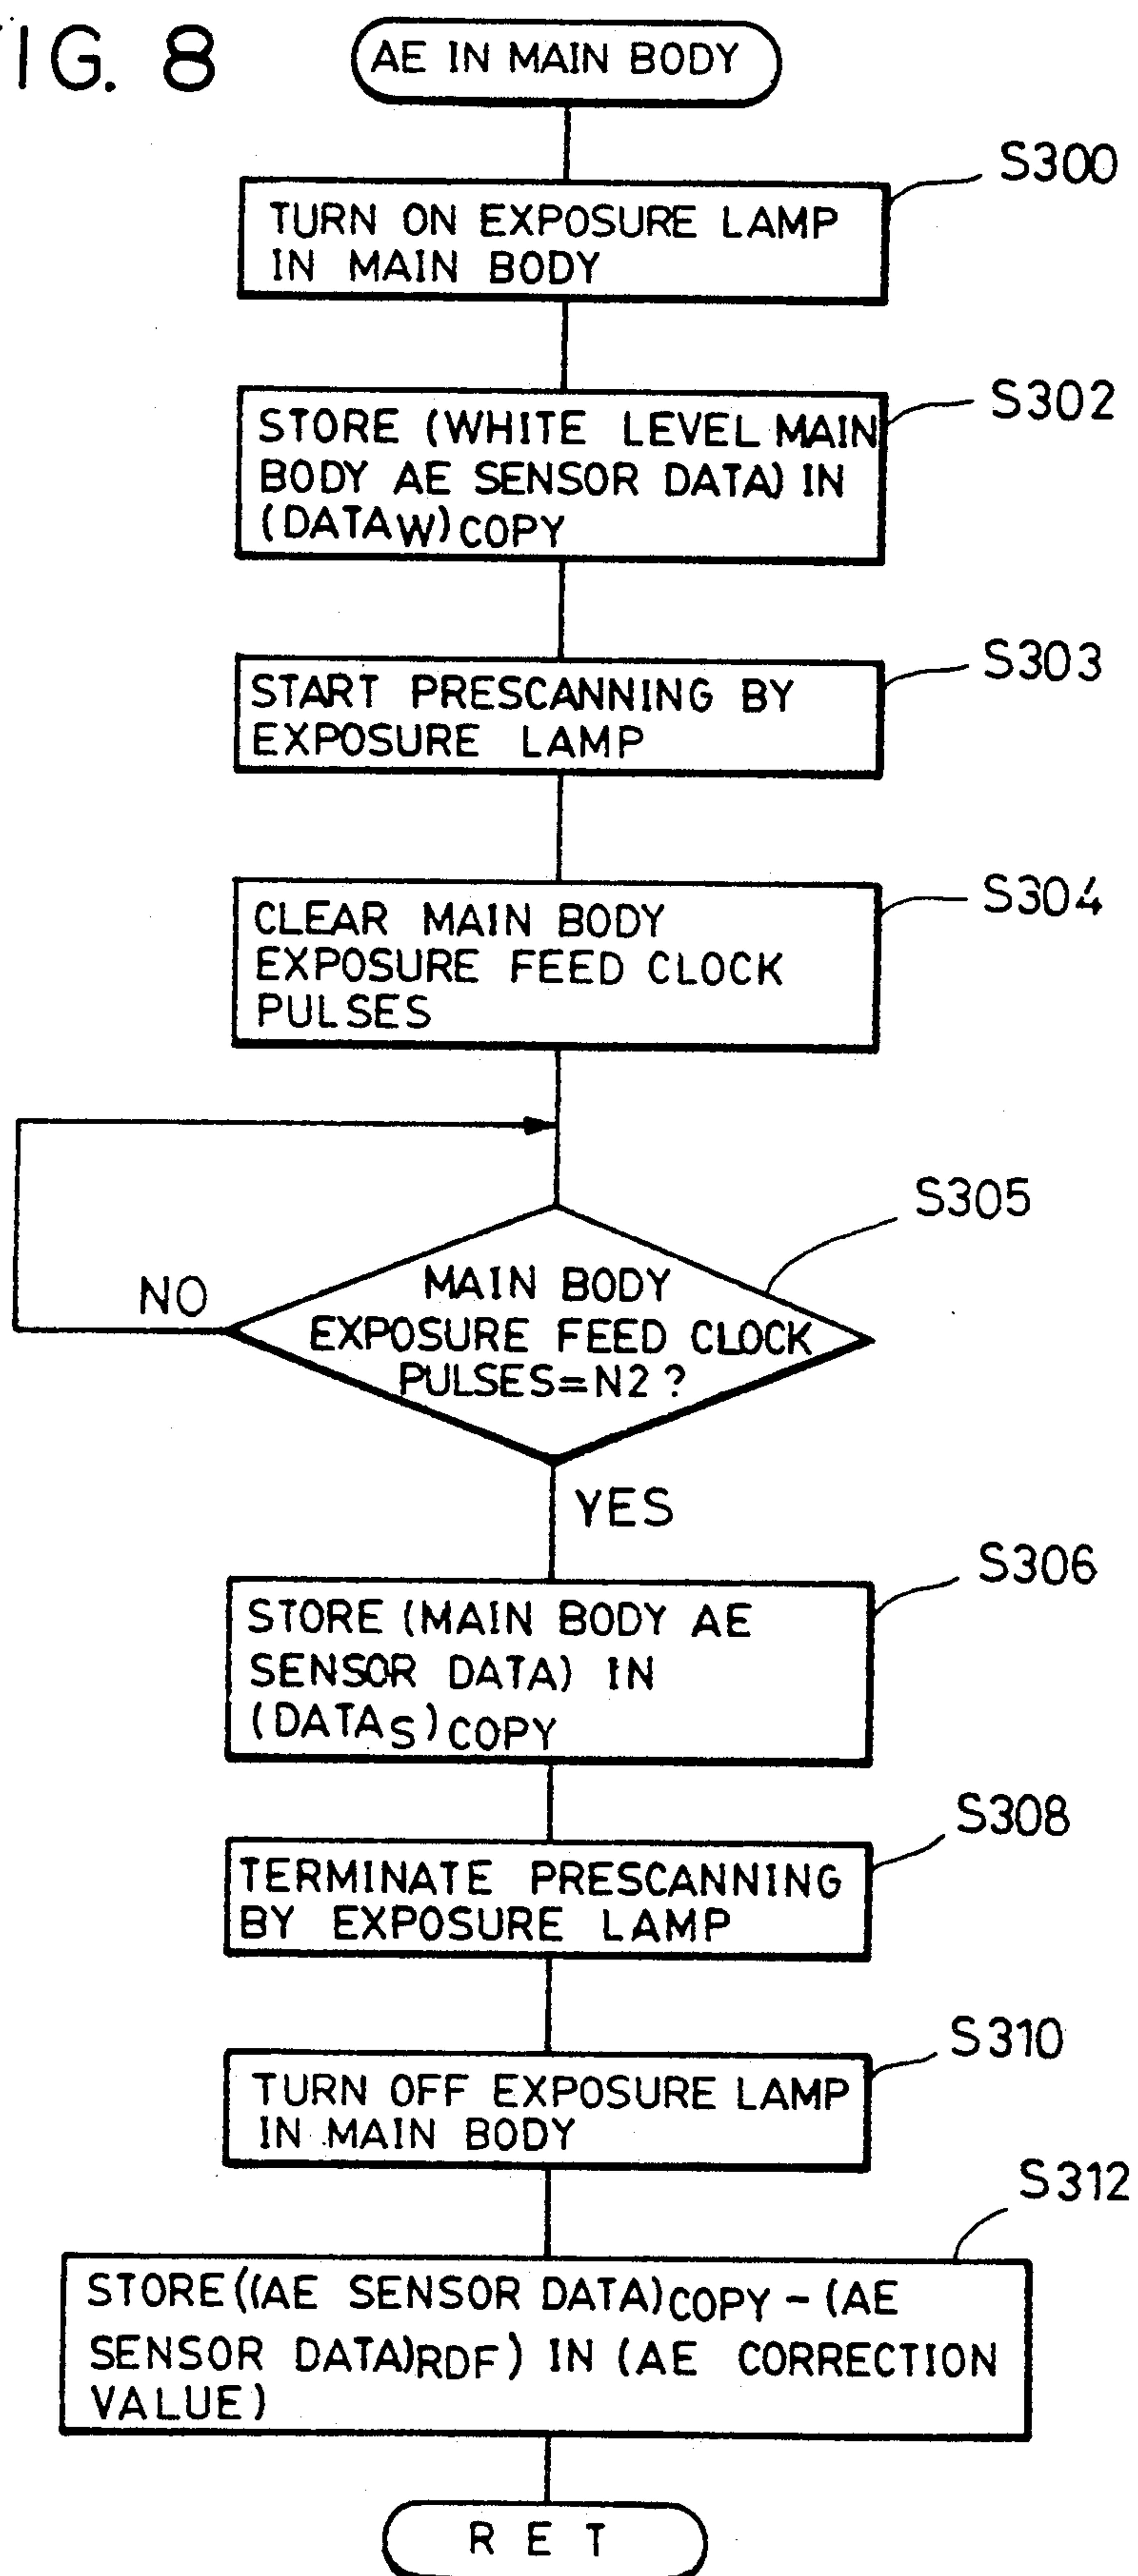 FIG. 8
AE IN MAIN BODY
S300
TURN ON EXPOSURE LAMP
IN MAIN BODY
S302
STORE (WHITE LEVEL MAIN
BODY AE SENSOR DATA) IN
(DATAW)COPY
S303
START PRESCANNING BY
EXPOSURE LAMP
S304
CLEAR MAIN BODY
EXPOSURE FEED CLOCK
PULSES
S305
MAIN BODY
EXPOSURE FEED CLOCK
PULSES=N2?
NO
YES
S306
STORE (MAIN BODY AE
SENSOR DATA) IN
(DATAS)COPY
S308
TERMINATE PRESCANNING
BY EXPOSURE LAMP
S310
TURN OFF EXPOSURE LAMP
IN MAIN BODY
S312
STORE((AE SENSOR DATA)COPY - (AE
SENSOR DATA)RDF) IN (AE CORRECTION
VALUE)
RET